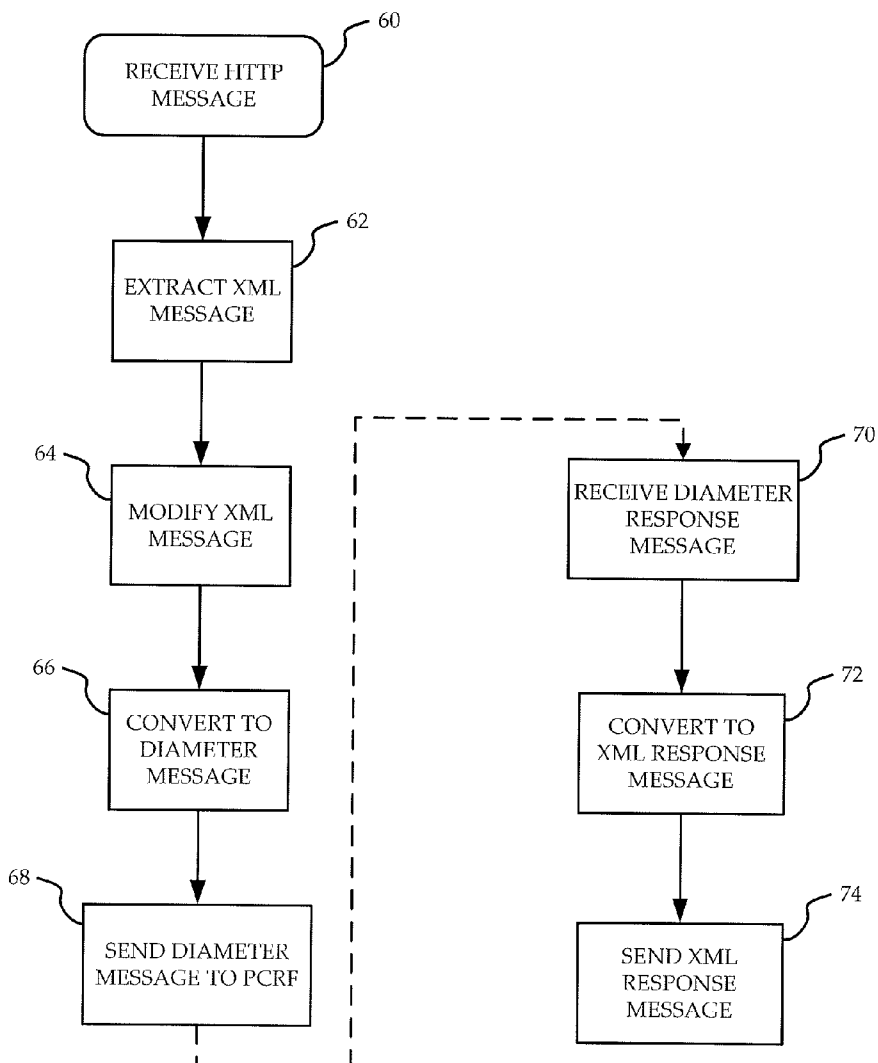 60
RECEIVE HTTP
MESSAGE
62
EXTRACT XML
MESSAGE
64
MODIFY XML
MESSAGE
66
CONVERT TO
DIAMETER
MESSAGE
68
SEND DIAMETER
MESSAGE TO PCRF
70
RECEIVE DIAMETER
RESPONSE
MESSAGE
72
CONVERT TO
XML RESPONSE
MESSAGE
74
SEND XML
RESPONSE
MESSAGE